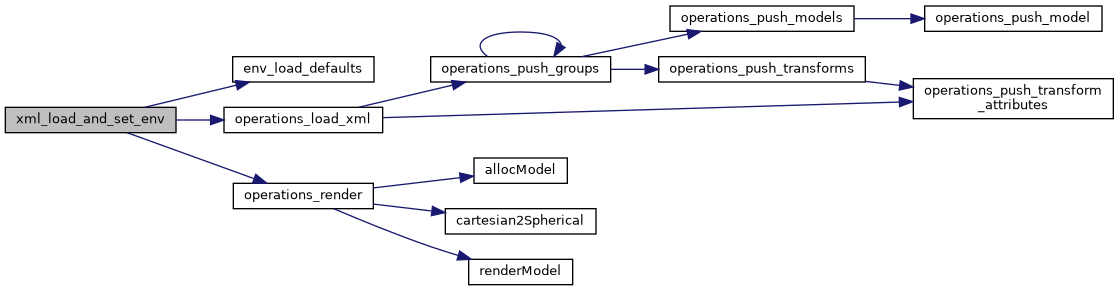 xml_load_and_set_env
env_load_defaults
operations_load_xml
operations_push_groups
operations_push_models
operations_push_model
operations_push_transforms
operations_push_transform
_attributes
operations_render
allocModel
cartesian2Spherical
renderModel